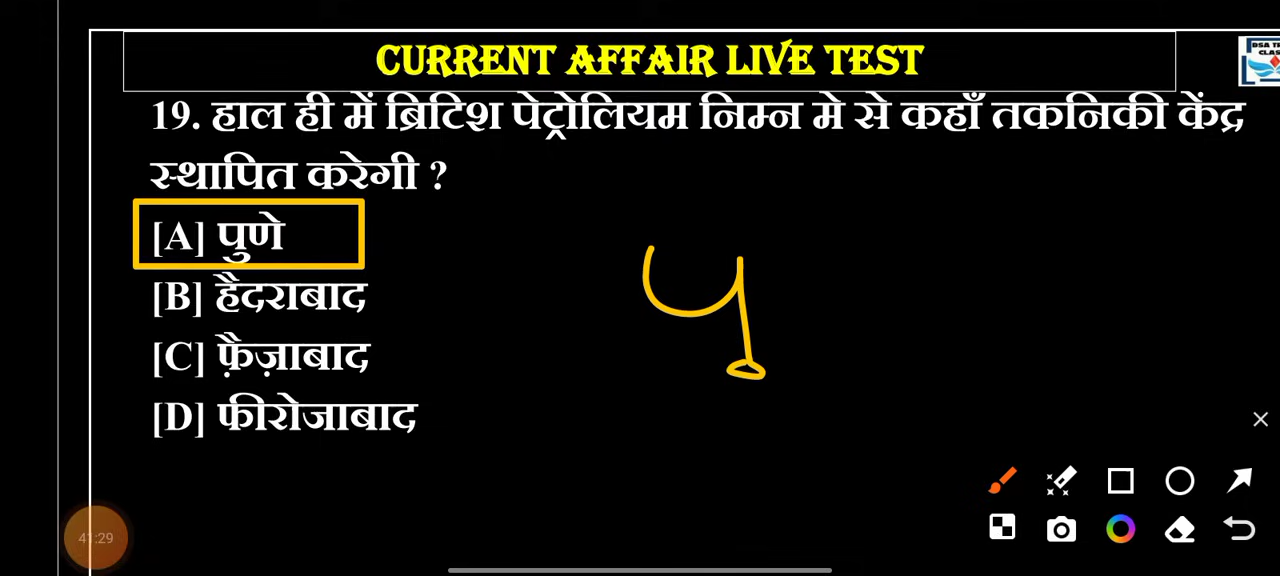 CURRENT AFFAIR LIVE TEST
19. हाल ही में ब्रिटिश पेट्रोलियम निम्न मे से कहाँ तकनिकी केंद्र
स्थापित करेगी ?
[A] पुणे
[B] हैदराबाद
[C] फ़ैज़ाबाद
[D] फीरोजाबाद
पु
41:29